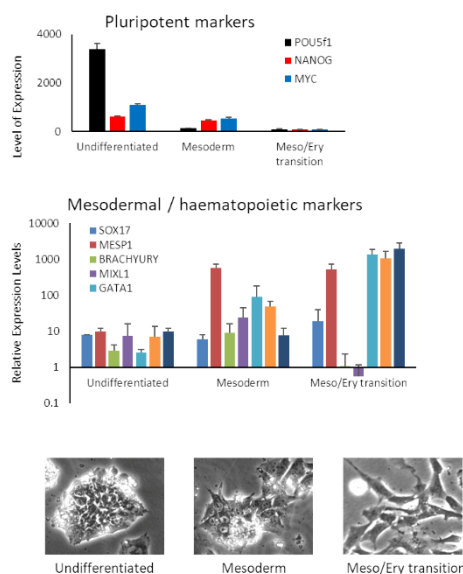 Pluripotent markers
Level of Expression
4000
2000
0
POU5f1
NANOG
MYC
Undifferentiated
Mesoderm
Meso/Ery
transition
Mesodermal / haematopoietic markers
Relative Expression Levels
10000
1000
100
10
1
0.1
SOX17
MESP1
BRACHYURY
MIXL1
GATA1
Undifferentiated
Mesoderm
Meso/Ery transition
Undifferentiated
Mesoderm
Meso/Ery transition